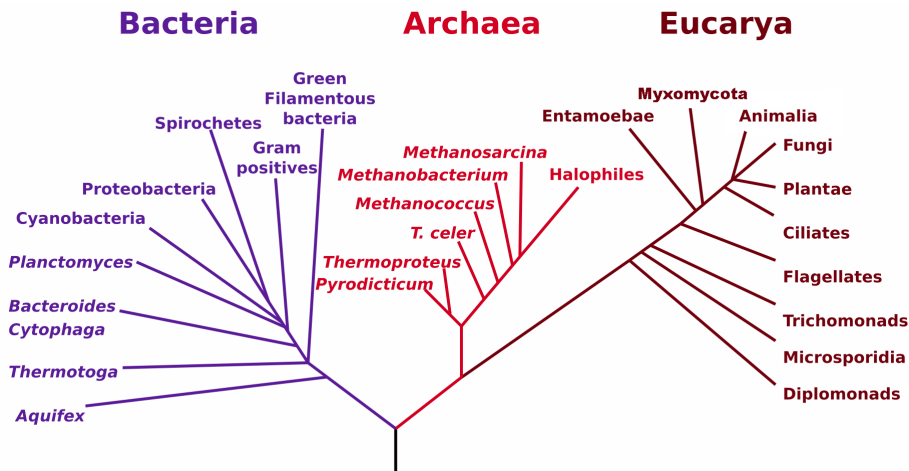 Bacteria
Archaea
Eucarya
Green
Filamentous
bacteria
Spirochetes
Gram
positives
Proteobacteria
Cyanobacteria
Planctomyces
Bacteroides
Cytophaga
Thermotoga
Aquifex
Methanosarcina
Methanobacterium
Halophiles
Methanococcus
T. celer
Thermoproteus
Pyrodicticum
Myxomycota
Entamoebae
Animalia
Fungi
Plantae
Ciliates
Flagellates
Trichomonads
Microsporidia
Diplomonads